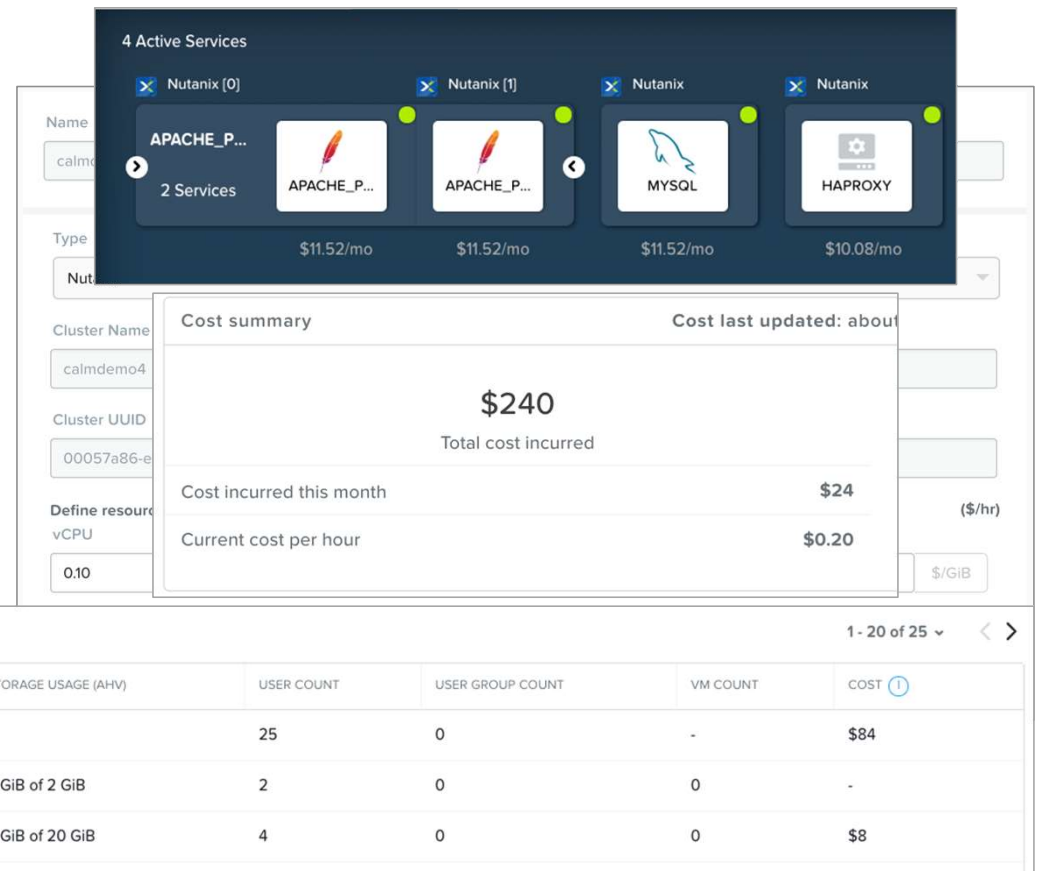 4 Active Services
Nutanix [0] Nutanix [1] Nutanix Nutanix
APACHE_P...
2 Services
APACHE_P... APACHE_P... MYSQL HAPROXY
$11.52/mo $11.52/mo $11.52/mo $10.08/mo
Name
Type
Cluster Name
calmdemo4
Cluster UUID
00057a86-e
Define
vCPU
0.10
($/hr)
$/GiB
Cost summary Cost last updated: about
$240
Total cost incurred
Cost incurred this month $24
Current cost per hour $0.20
1 - 20 of 25
USAGE (AHV) USER COUNT USER GROUP COUNT VM COUNT COST
25 0 - $84
GiB of 2 GiB 2 0 0 -
GiB of 20 GiB 4 0 0 $8